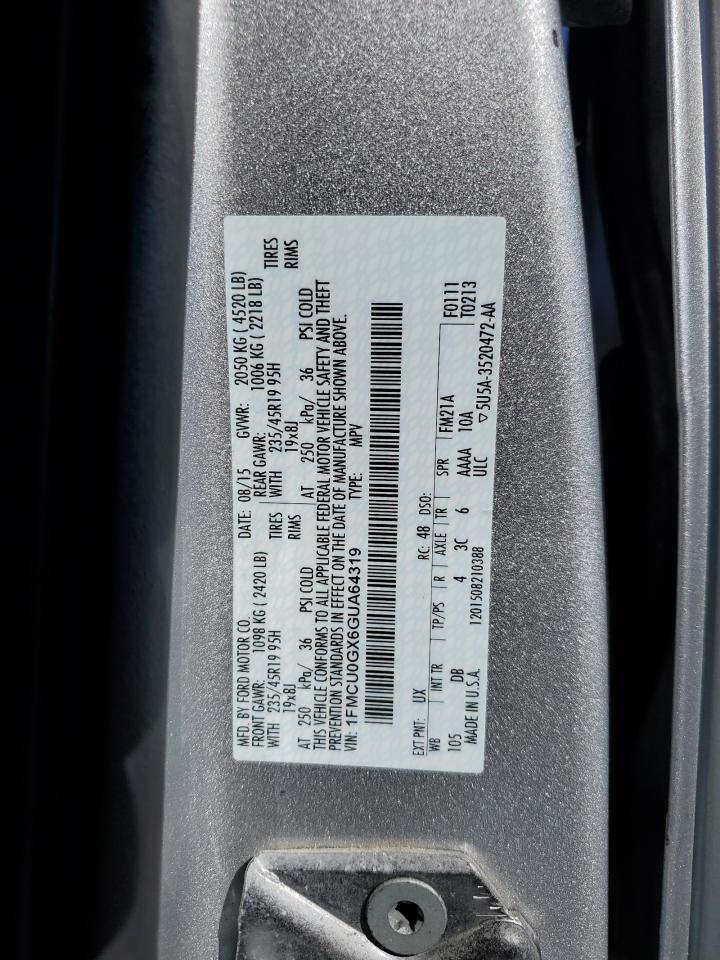 MFD. BY FORD MOTOR CO.
DATE: 08/15 GVWR: 2050 KG ( 4520 LB)
FRONT GAWR: 1098 KG ( 2420 LB) REAR GAWR: 1006 KG ( 2218 LB)
WITH 235/45R19 95H TIRES WITH 235/45R19 95H TIRES
19x8J RIMS 19x8J RIMS
AT 250 kPa/ 36 PSI COLD AT 250 kPa/ 36 PSI COLD
THIS VEHICLE CONFORMS TO ALL APPLICABLE FEDERAL MOTOR VEHICLE SAFETY AND THEFT
PREVENTION STANDARDS IN EFFECT ON THE DATE OF MANUFACTURE SHOWN ABOVE.
VIN: 1FMCU0GX6GUA64319 TYPE: MPV
EXT PNT: UX RC: 48 DSO: F0111
WB INT TR TP/PS R AXLE TR SPR FM21A T0213
105 DB 4 3C 6 AAAA 10A
MADE IN U.S.A. 1201508210388 ULC ▽5U5A-3520472-AA